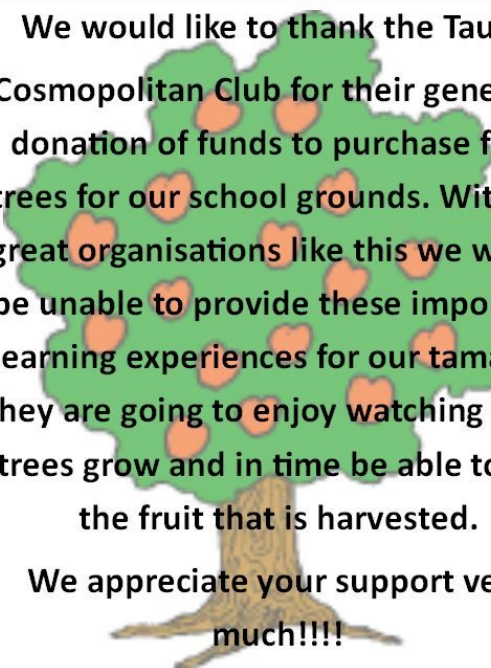 We would like to thank the Tau
Cosmopolitan Club for their gene
donation of funds to purchase f
trees for our school grounds. Wit
great organisations like this we w
be unable to provide these impo
earning experiences for our tama
hey are going to enjoy watching
trees grow and in time be able to
the fruit that is harvested.
We appreciate your support ve
much!!!!